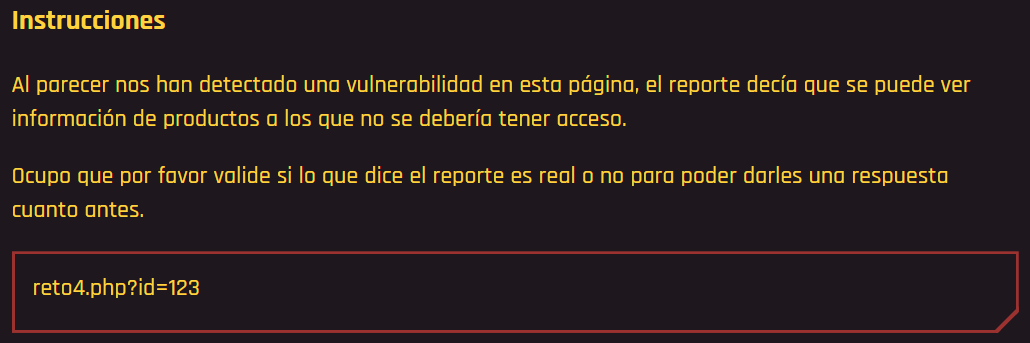 Instrucciones
Al parecer nos han detectado una vulnerabilidad en esta página, el reporte decía que se puede ver
información de productos a los que no se debería tener acceso.
Ocupo que por favor valide si lo que dice el reporte es real o no para poder darles una respuesta
cuanto antes.
reto4.php?id=123